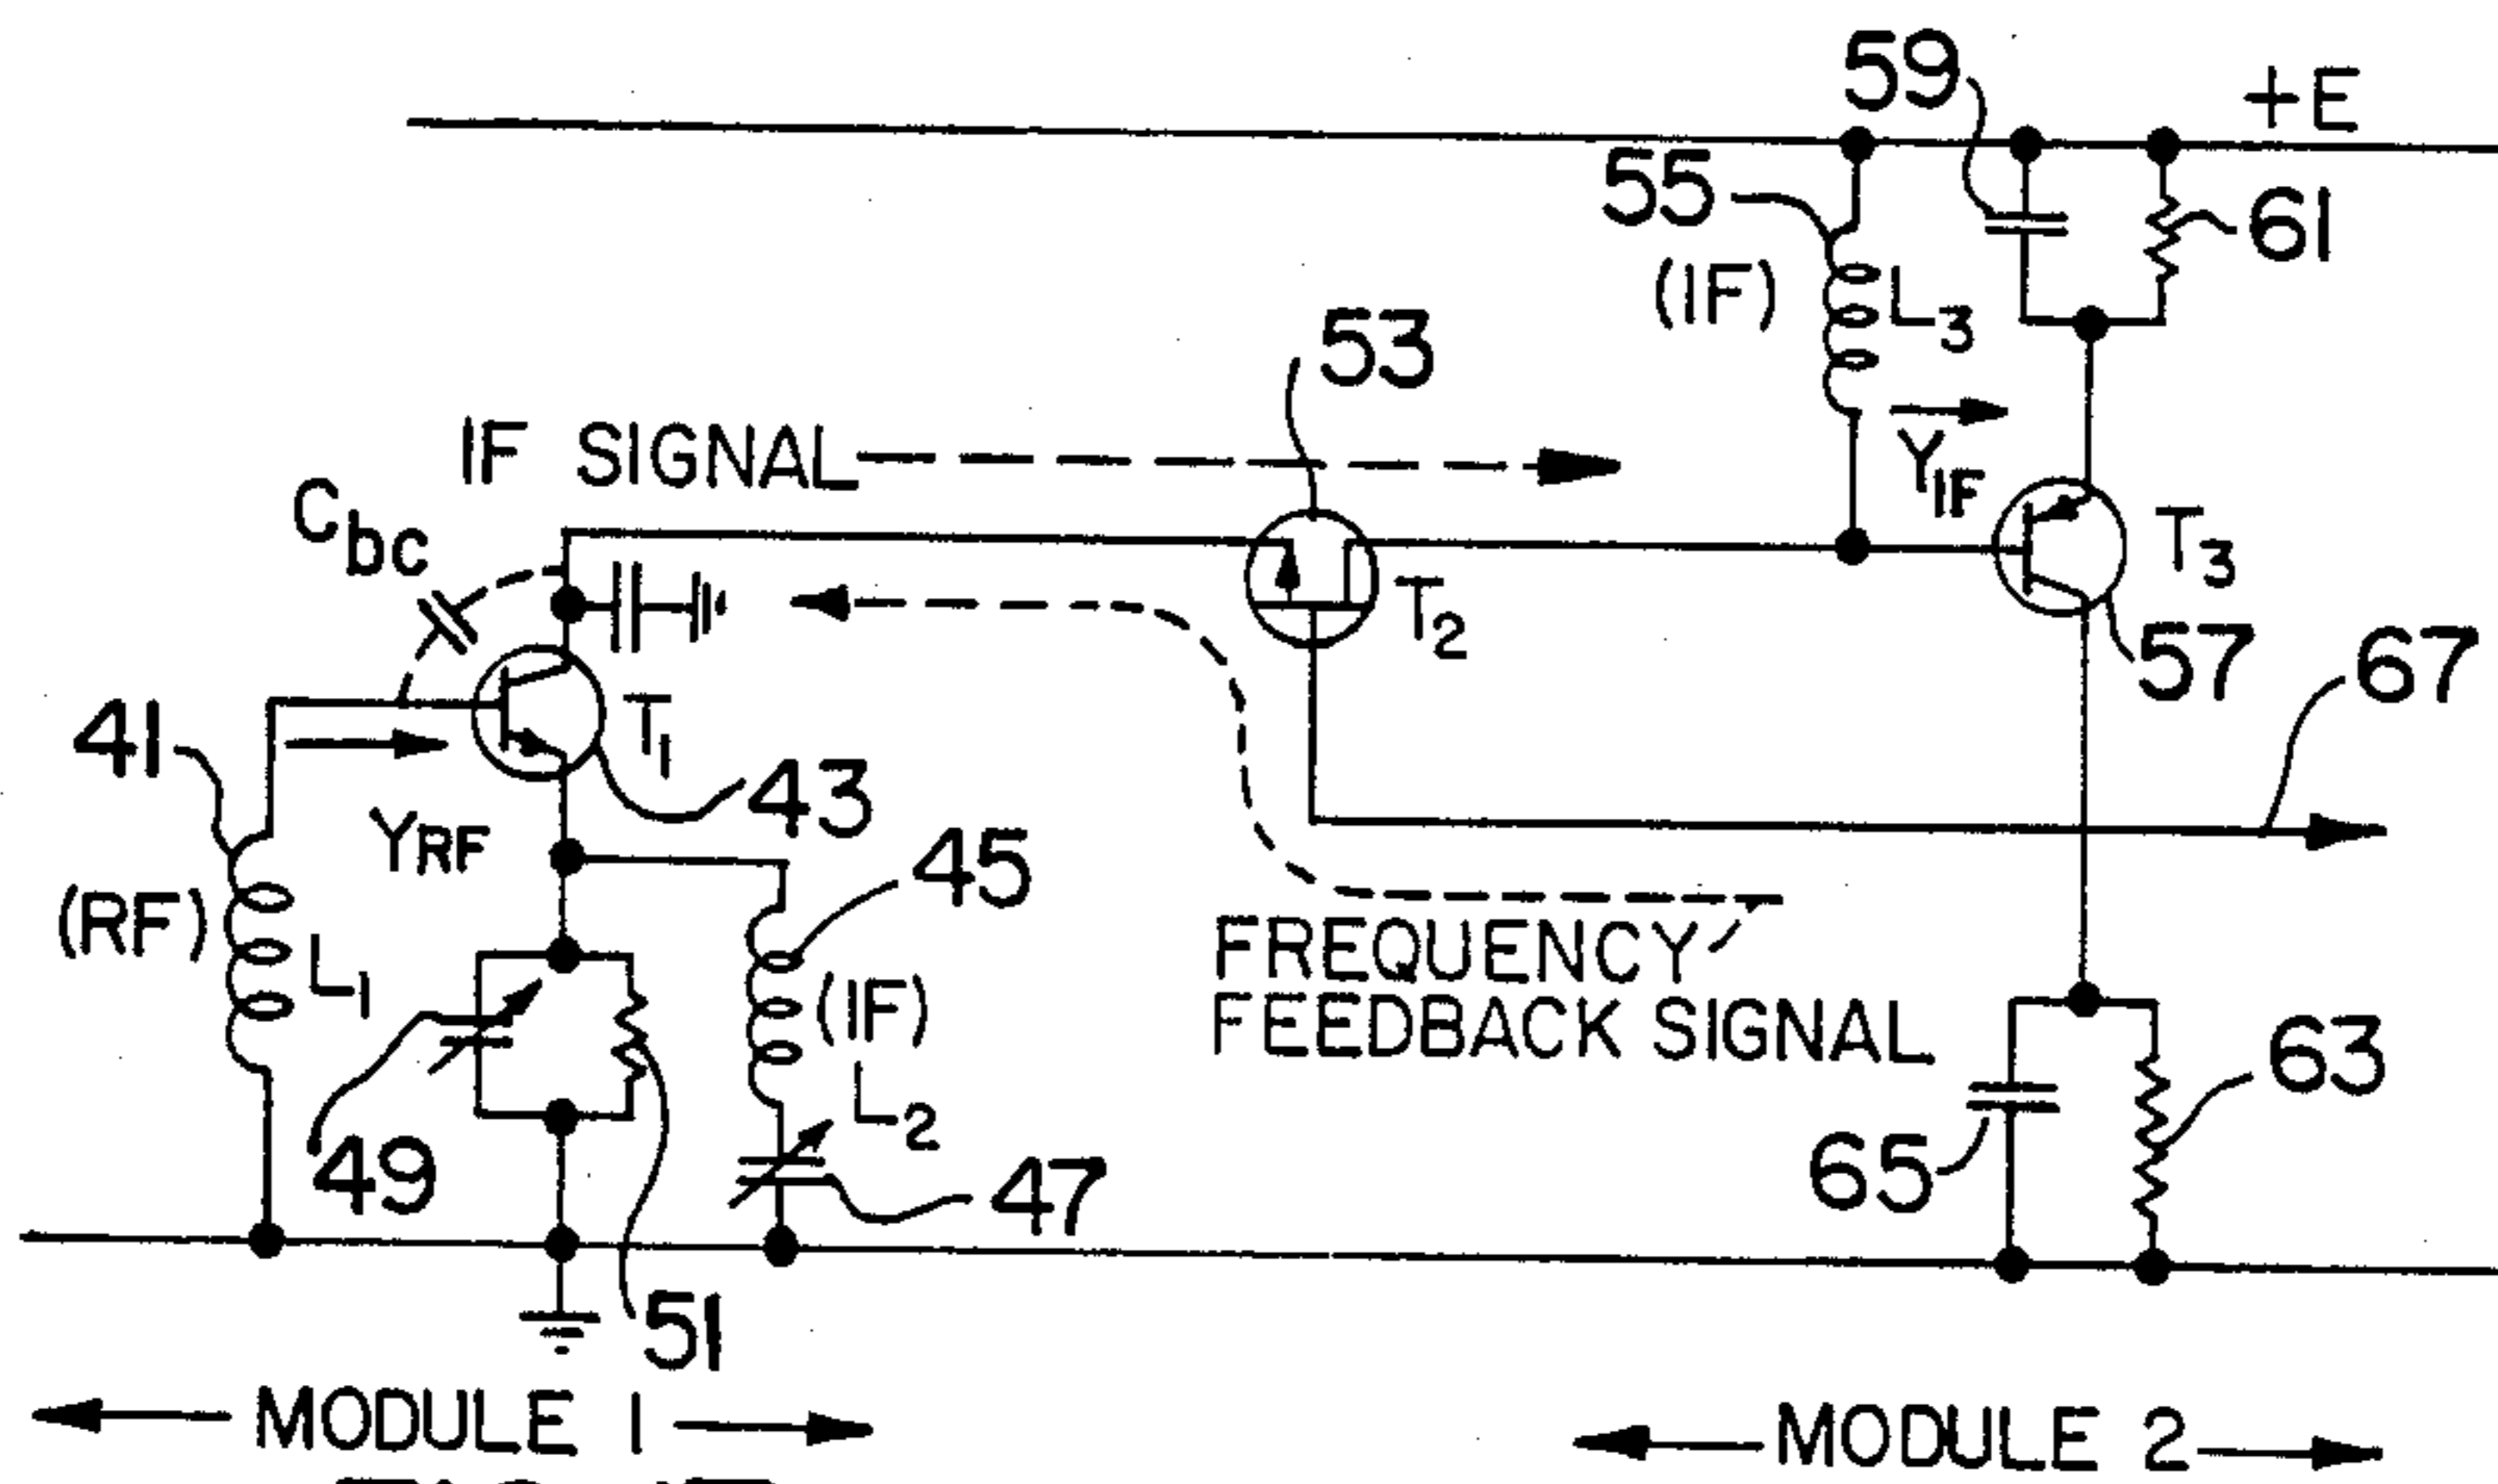 59
+E
55
61
(IF)
L3
53
IF SIGNAL
YIF
Cbc
T3
T2
57
67
41
T1
43
YRF
45
(RF)
L1
FREQUENCY
(IF)
FEEDBACK SIGNAL
L2
63
49
47
65
51
MODULE 1
MODULE 2